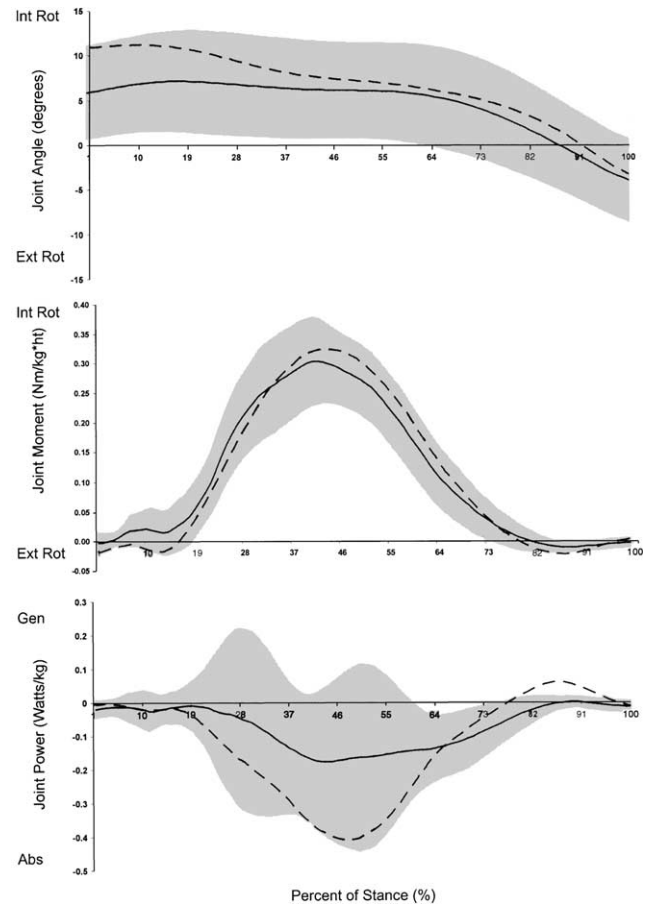 Int Rot
15
10
5
0
-5
-10
-15
1 10 19 28 37 46 55 64 73 82 91 100
Joint Angle (degrees)
Ext Rot
Int Rot
0.40
0.35
0.30
0.25
0.20
0.15
0.10
0.05
0.00
-0.05
1 10 19 28 37 46 55 64 73 82 91 100
Joint Moment (Nm/kg*ht)
Ext Rot
Gen
0.3
0.2
0.1
0
-0.1
-0.2
-0.3
-0.4
-0.5
1 10 19 28 37 46 55 64 73 82 91 100
Joint Power (Watts/kg)
Abs
Percent of Stance (%)